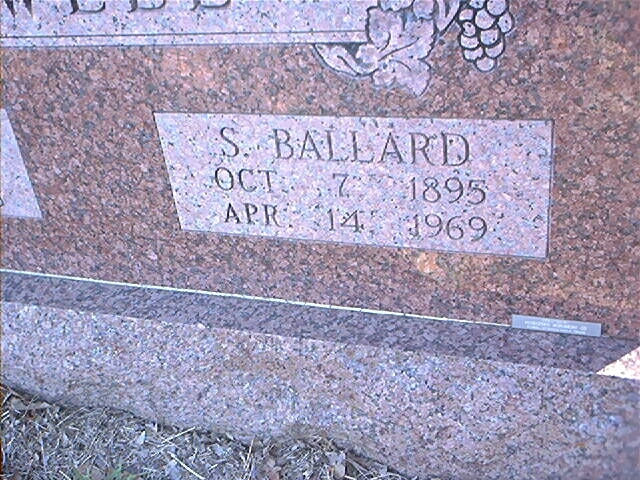 S. BALLARD
OCT. 7, 1895
APR. 14, 1969